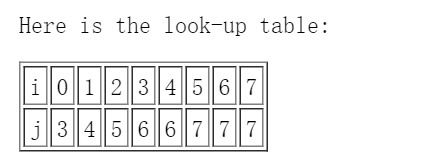 Here is the look-up table:
i 0 1 2 3 4 5 6 7
j 3 4 5 6 6 7 7 7